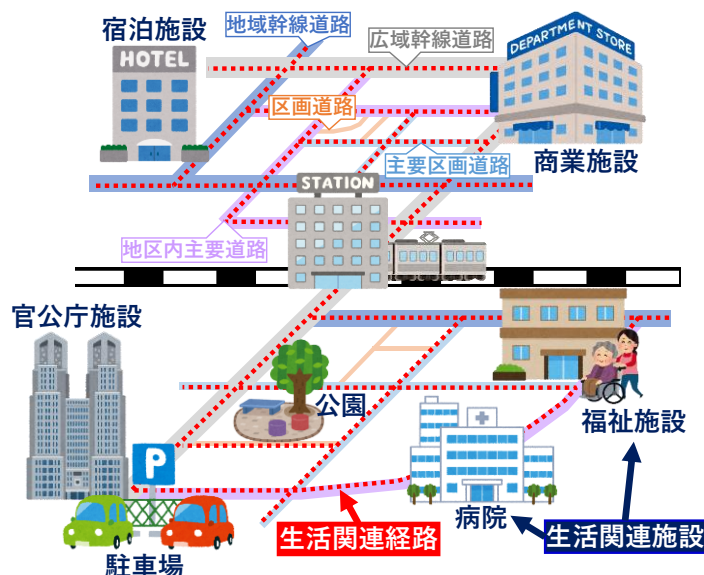 宿泊施設
地域幹線道路
広域幹線道路
HOTEL
DEPARTMENT STORE
区画道路
主要区画道路
商業施設
STATION
地区内主要道路
官公庁施設
公園
福祉施設
P
病院
生活関連経路
生活関連施設
駐車場